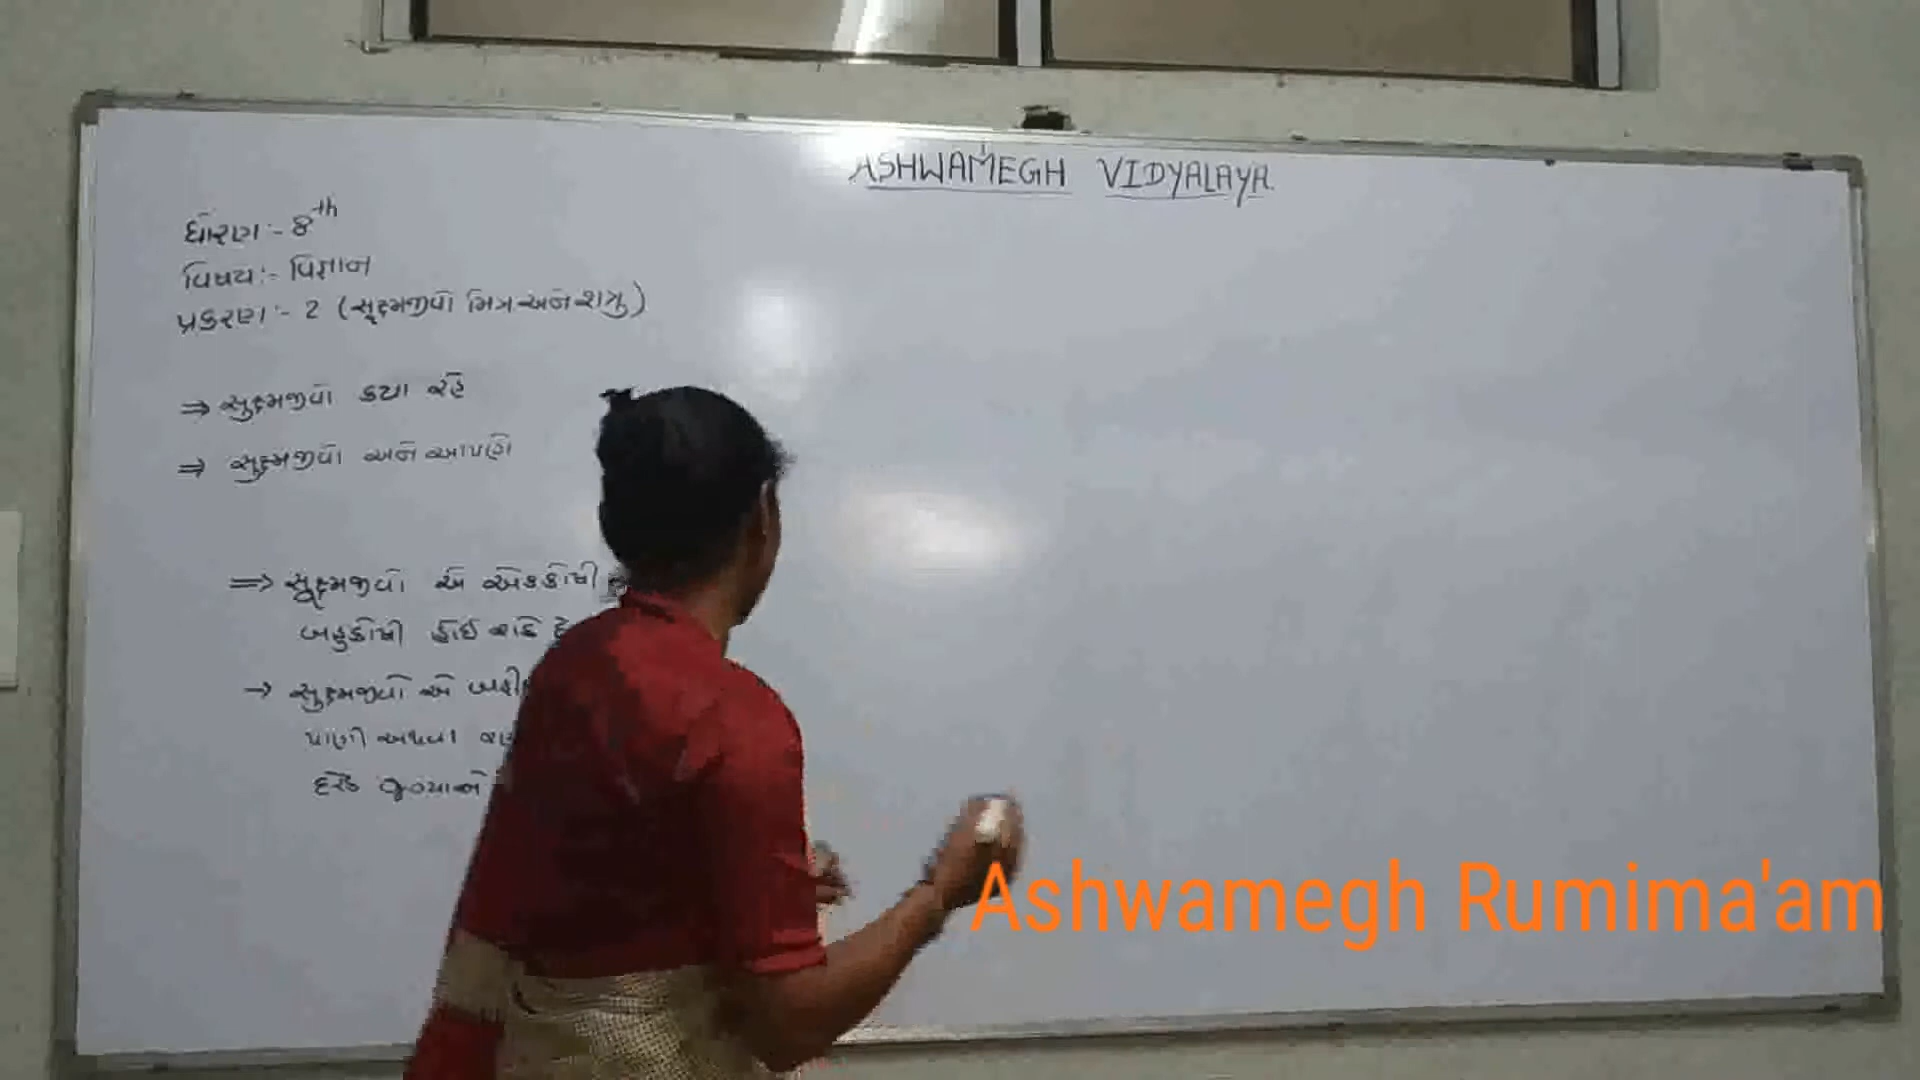 ASHWAMEGH VIDYALAYA
ધોરણ :- 8th
વિષય :- વિજ્ઞાન
પ્રકરણ :- 2 (સૂક્ષ્મજીવો મિત્ર અને શત્રુ)
⇒ સુક્ષ્મજીવો કયા રહે
⇒ સુક્ષ્મજીવો અને આપણે
⇒ સૂક્ષ્મજીવો એ એકકોષી
બહુકોષી હોઈ શકે
→ સુક્ષ્મજીવો એ
પાણી અથવા
દરેક જગ્યાએ
Ashwamegh Rumima'am